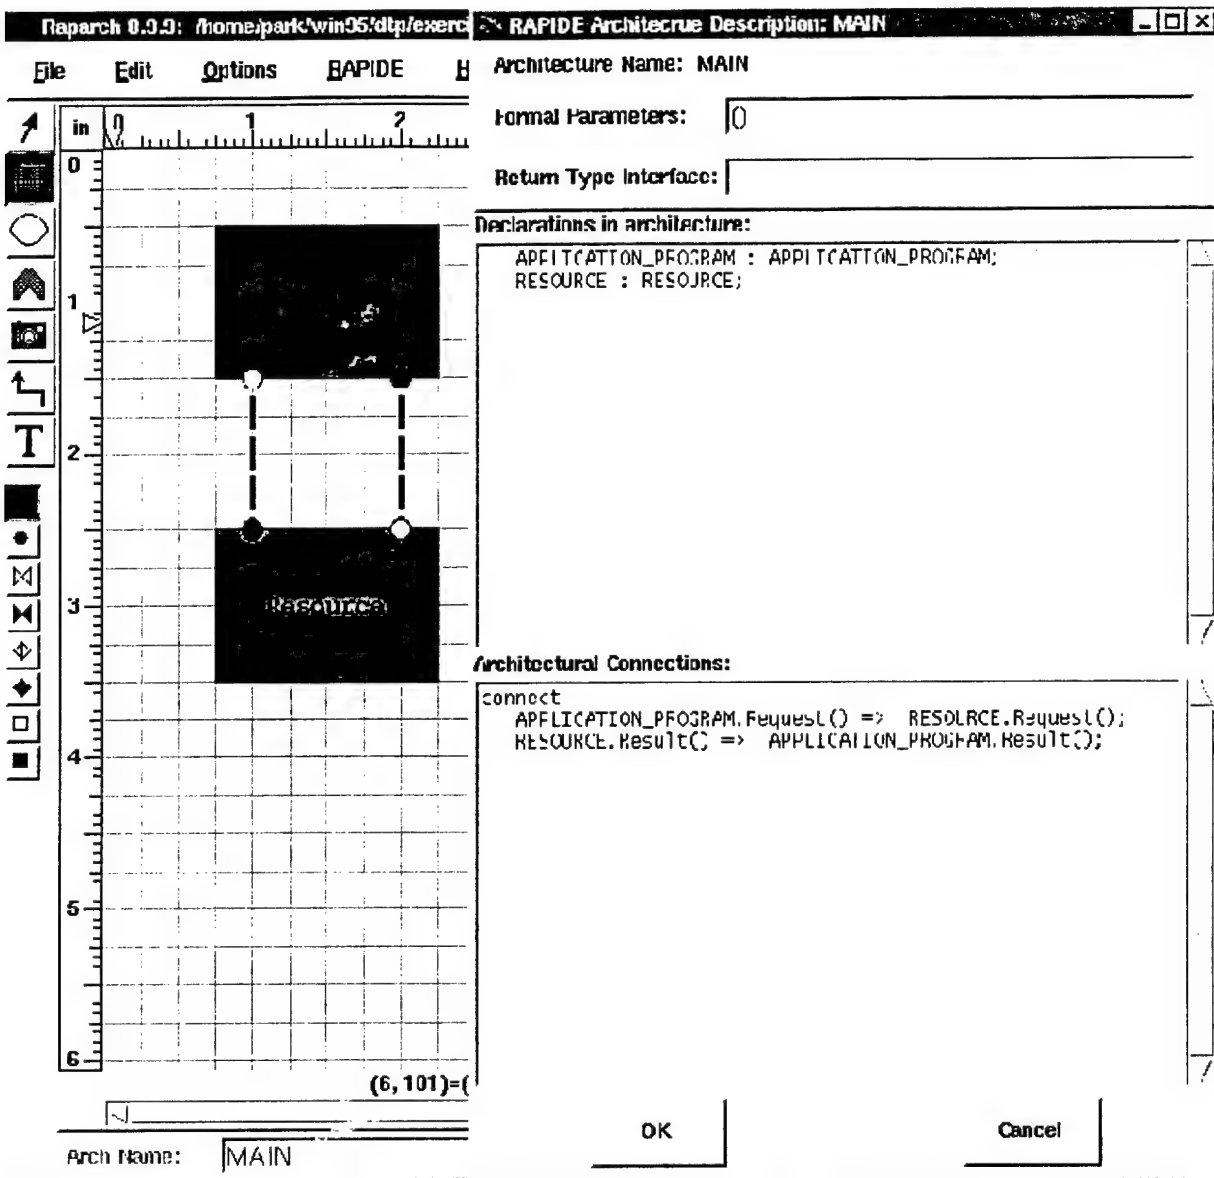 Raparch 0.9.9: /home/park/win95/dtp/exerci
RAPIDE Architecrue Description: MAIN
File Edit Options RAPIDE H
Architecture Name: MAIN
Formal Parameters: ()
Return Type Interface:
in 0 1 2
0
1
2
3
4
5
6
Resource
Declarations in architecture:
APPLICATION_PROGRAM : APPLICATION_PROGRAM;
RESOURCE : RESOURCE;
Architectural Connections:
connect
APPLICATION_PROGRAM.Request() => RESOURCE.Request();
RESOURCE.Result() => APPLICATION_PROGRAM.Result();
(6,101)=(
OK Cancel
Arch Name: MAIN
T